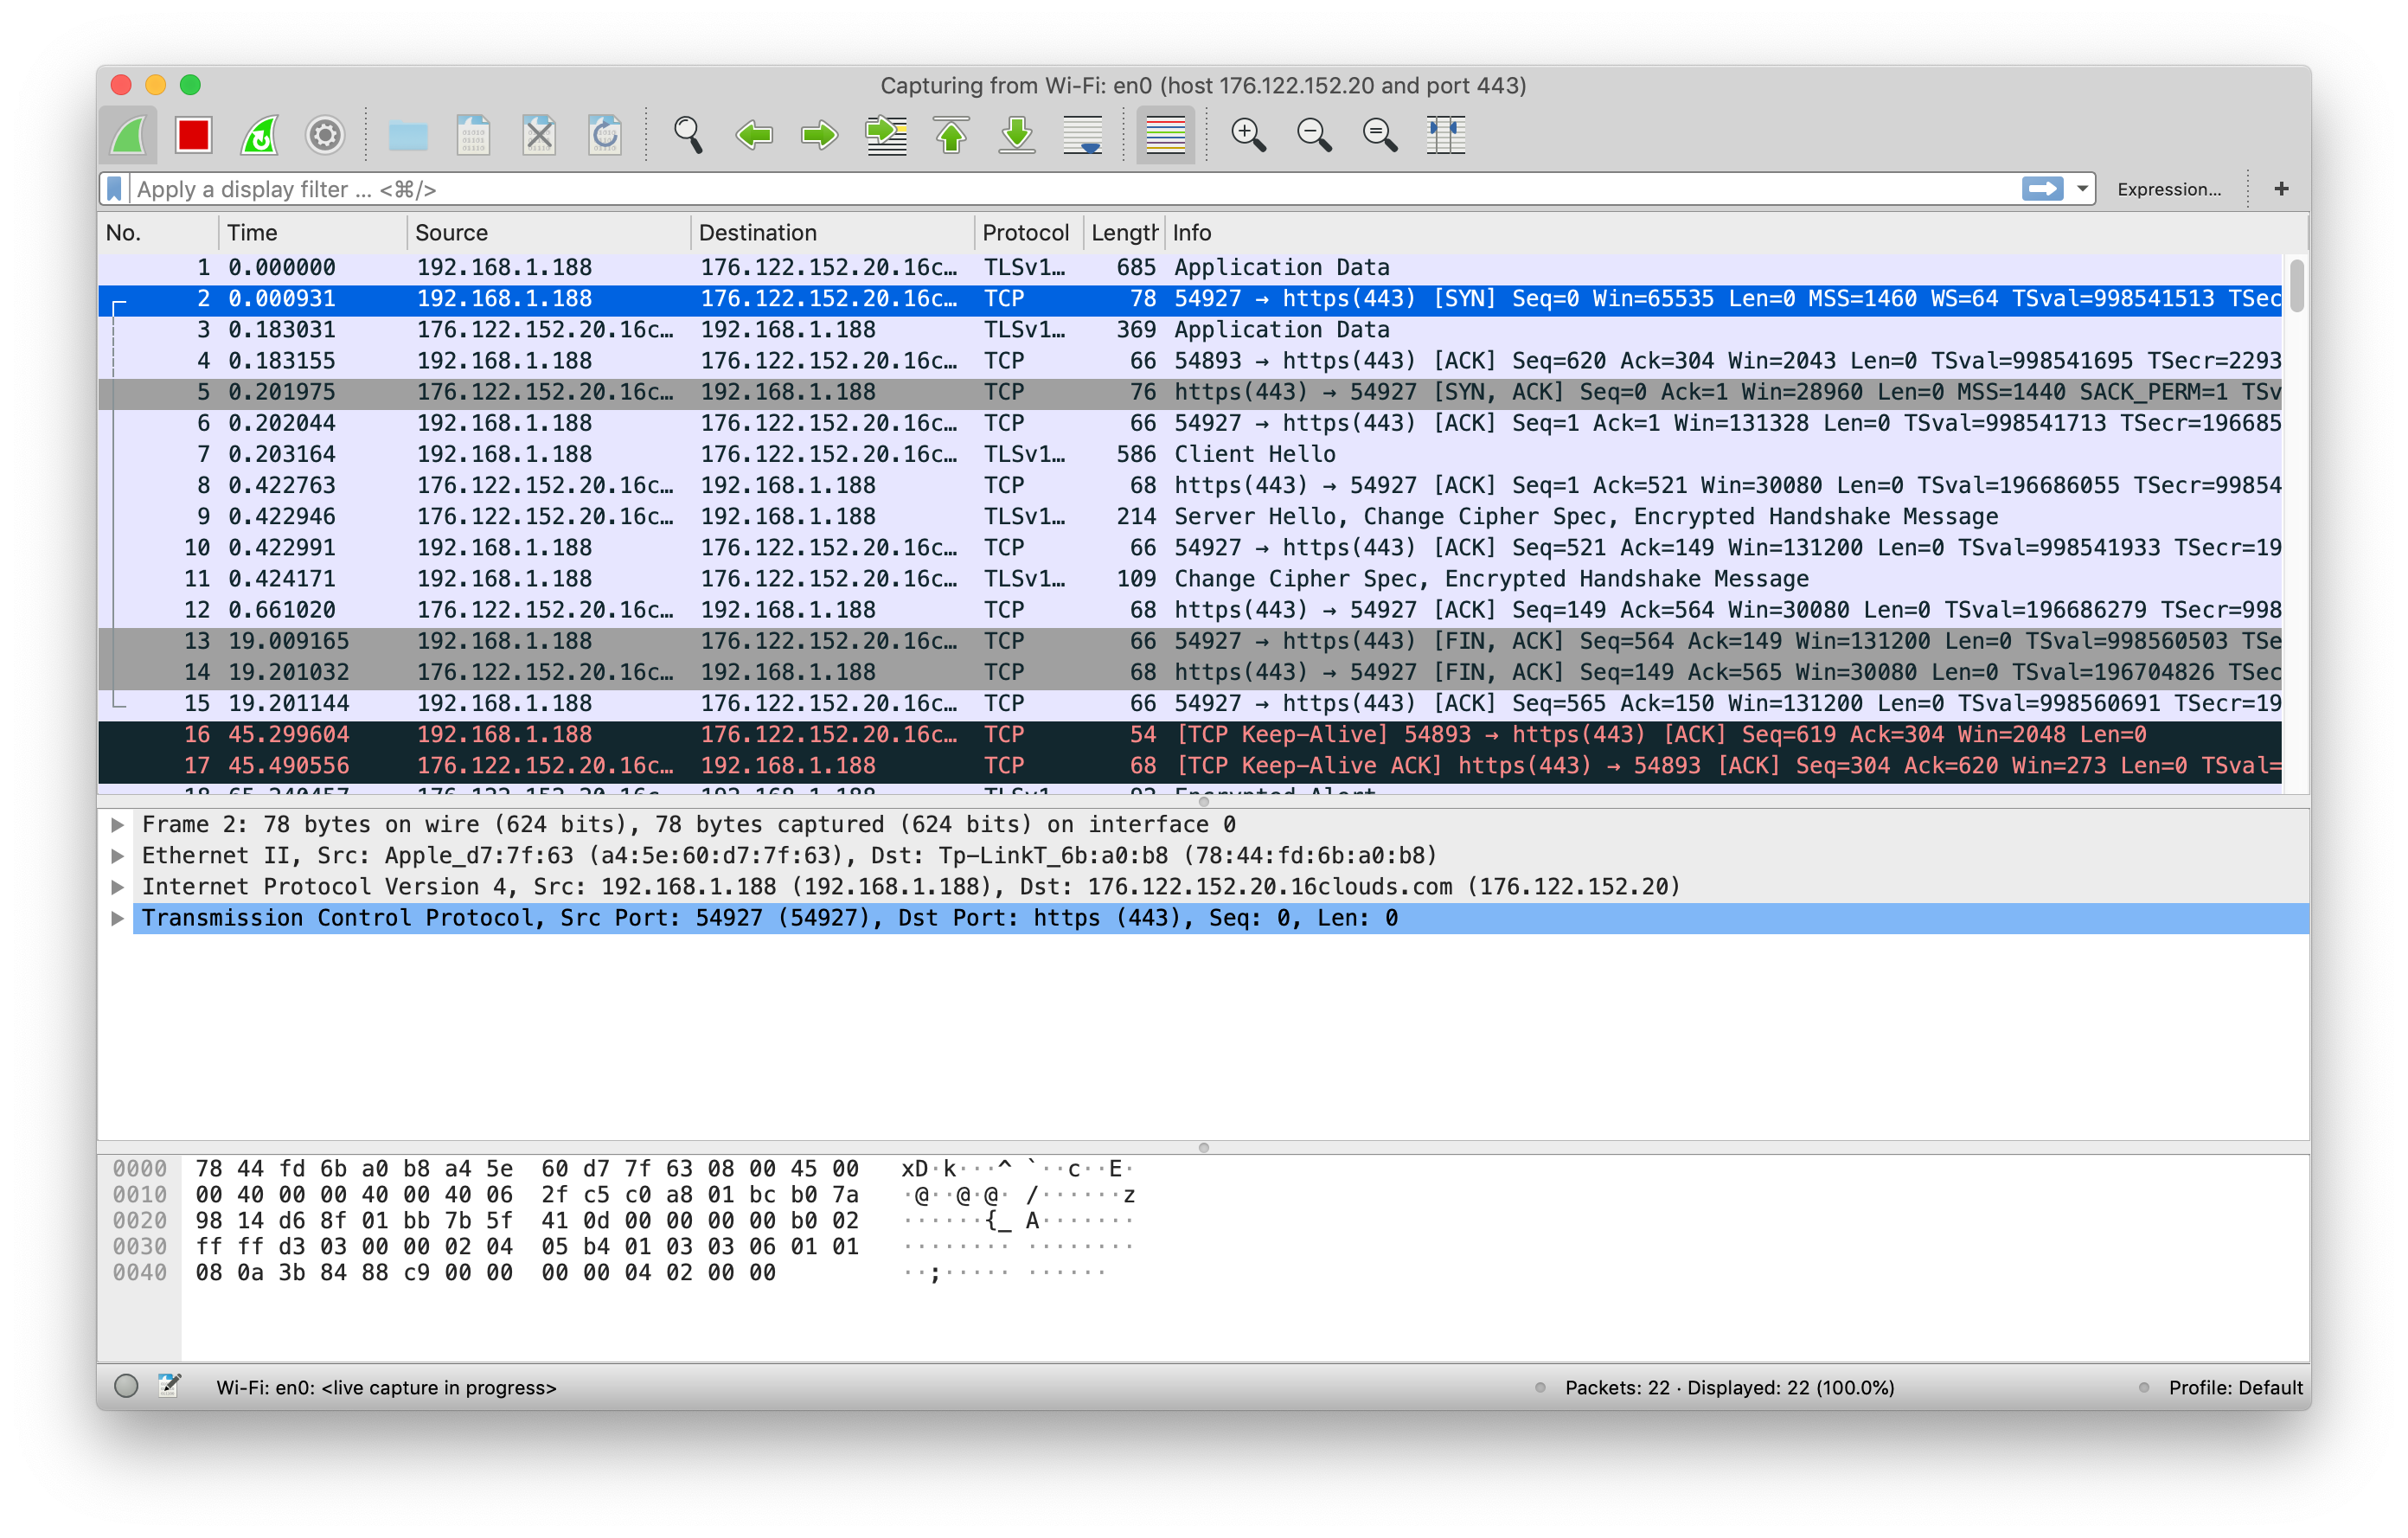 Capturing from Wi-Fi: en0 (host 176.122.152.20 and port 443)
Apply a display filter ... <⌘/> Expression... +
No. Time Source Destination Protocol Length Info
1 0.000000 192.168.1.188 176.122.152.20.16c… TLSv1… 685 Application Data
2 0.000931 192.168.1.188 176.122.152.20.16c… TCP 78 54927 → https(443) [SYN] Seq=0 Win=65535 Len=0 MSS=1460 WS=64 TSval=998541513 TSec
3 0.183031 176.122.152.20.16c… 192.168.1.188 TLSv1… 369 Application Data
4 0.183155 192.168.1.188 176.122.152.20.16c… TCP 66 54893 → https(443) [ACK] Seq=620 Ack=304 Win=2043 Len=0 TSval=998541695 TSecr=2293
5 0.201975 176.122.152.20.16c… 192.168.1.188 TCP 76 https(443) → 54927 [SYN, ACK] Seq=0 Ack=1 Win=28960 Len=0 MSS=1440 SACK_PERM=1 TSv
6 0.202044 192.168.1.188 176.122.152.20.16c… TCP 66 54927 → https(443) [ACK] Seq=1 Ack=1 Win=131328 Len=0 TSval=998541713 TSecr=196685
7 0.203164 192.168.1.188 176.122.152.20.16c… TLSv1… 586 Client Hello
8 0.422763 176.122.152.20.16c… 192.168.1.188 TCP 68 https(443) → 54927 [ACK] Seq=1 Ack=521 Win=30080 Len=0 TSval=196686055 TSecr=99854
9 0.422946 176.122.152.20.16c… 192.168.1.188 TLSv1… 214 Server Hello, Change Cipher Spec, Encrypted Handshake Message
10 0.422991 192.168.1.188 176.122.152.20.16c… TCP 66 54927 → https(443) [ACK] Seq=521 Ack=149 Win=131200 Len=0 TSval=998541933 TSecr=19
11 0.424171 192.168.1.188 176.122.152.20.16c… TLSv1… 109 Change Cipher Spec, Encrypted Handshake Message
12 0.661020 176.122.152.20.16c… 192.168.1.188 TCP 68 https(443) → 54927 [ACK] Seq=149 Ack=564 Win=30080 Len=0 TSval=196686279 TSecr=998
13 19.009165 192.168.1.188 176.122.152.20.16c… TCP 66 54927 → https(443) [FIN, ACK] Seq=564 Ack=149 Win=131200 Len=0 TSval=998560503 TSe
14 19.201032 176.122.152.20.16c… 192.168.1.188 TCP 68 https(443) → 54927 [FIN, ACK] Seq=149 Ack=565 Win=30080 Len=0 TSval=196704826 TSec
15 19.201144 192.168.1.188 176.122.152.20.16c… TCP 66 54927 → https(443) [ACK] Seq=565 Ack=150 Win=131200 Len=0 TSval=998560691 TSecr=19
16 45.299604 192.168.1.188 176.122.152.20.16c… TCP 54 [TCP Keep-Alive] 54893 → https(443) [ACK] Seq=619 Ack=304 Win=2048 Len=0
17 45.490556 176.122.152.20.16c… 192.168.1.188 TCP 68 [TCP Keep-Alive ACK] https(443) → 54893 [ACK] Seq=304 Ack=620 Win=273 Len=0 TSval=
Frame 2: 78 bytes on wire (624 bits), 78 bytes captured (624 bits) on interface 0
Ethernet II, Src: Apple_d7:7f:63 (a4:5e:60:d7:7f:63), Dst: Tp-LinkT_6b:a0:b8 (78:44:fd:6b:a0:b8)
Internet Protocol Version 4, Src: 192.168.1.188 (192.168.1.188), Dst: 176.122.152.20.16clouds.com (176.122.152.20)
Transmission Control Protocol, Src Port: 54927 (54927), Dst Port: https (443), Seq: 0, Len: 0
0000 78 44 fd 6b a0 b8 a4 5e 60 d7 7f 63 08 00 45 00 xD·k···^ `··c··E·
0010 00 40 00 00 40 00 40 06 2f c5 c0 a8 01 bc b0 7a ·@··@·@· /······z
0020 98 14 d6 8f 01 bb 7b 5f 41 0d 00 00 00 00 b0 02 ······{_ A·······
0030 ff ff d3 03 00 00 02 04 05 b4 01 03 03 06 01 01 ········ ········
0040 08 0a 3b 84 88 c9 00 00 00 00 04 02 00 00 ··;····· ······
Wi-Fi: en0: <live capture in progress> Packets: 22 · Displayed: 22 (100.0%) Profile: Default